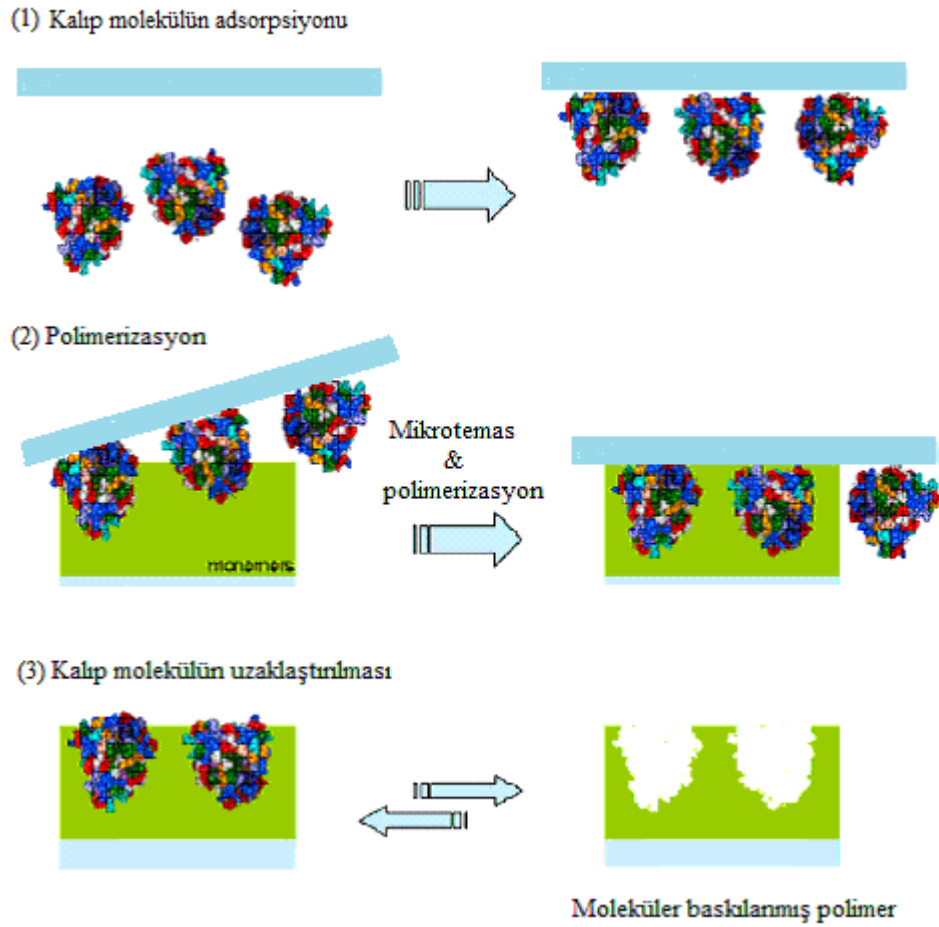 (1) Kalıp molekülün adsorpsiyonu
(2) Polimerizasyon
Mikrotemas
&
polimerizasyon
monomers
(3) Kalıp molekülün uzaklaştırılması
Moleküler baskılanmış polimer